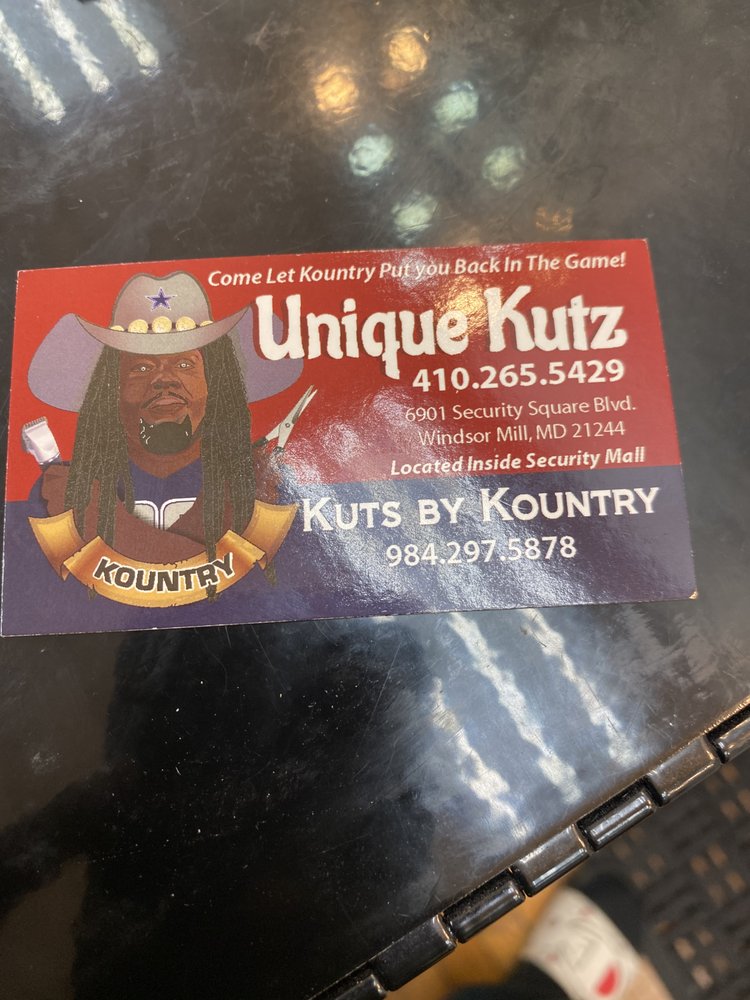 Come Let Kountry Put you Back In The Game!
Unique Kutz
410.265.5429
6901 Security Square Blvd.
Windsor Mill, MD 21244
Located Inside Security Mall
KUTS BY KOUNTRY
984.297.5878
KOUNTRY